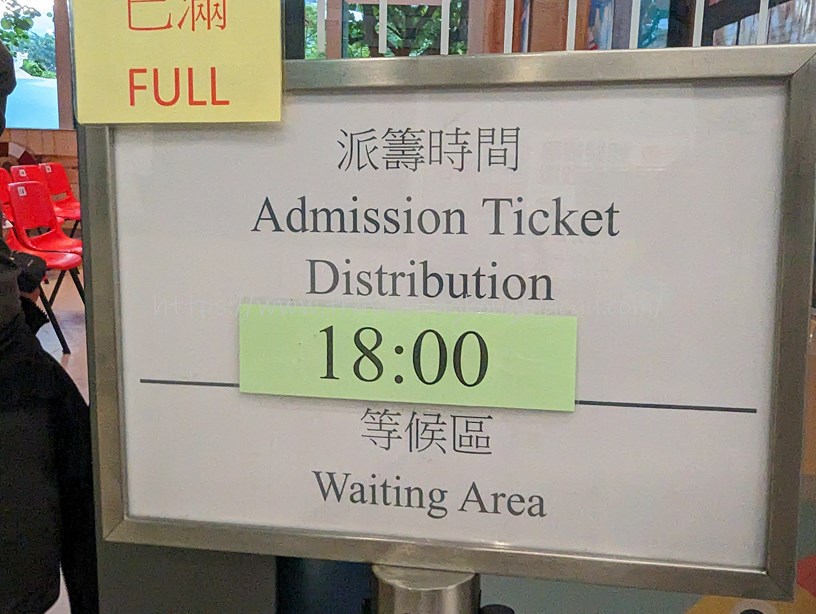 已滿
FULL
派籌時間
Admission Ticket
Distribution
18:00
等候區
Waiting Area